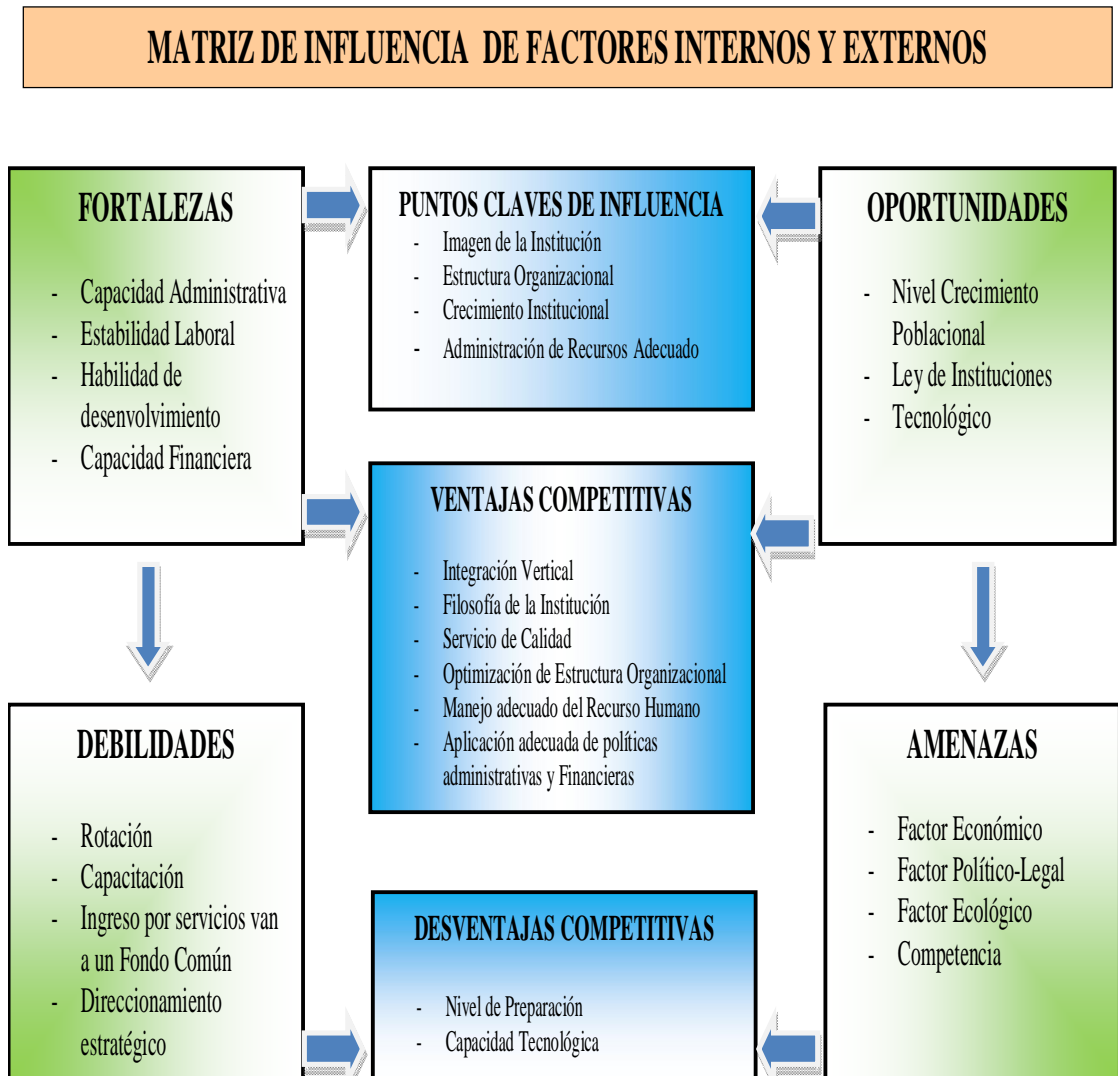 MATRIZ DE INFLUENCIA DE FACTORES INTERNOS Y EXTERNOS
FORTALEZAS
- Capacidad Administrativa
- Estabilidad Laboral
- Habilidad de
desenvolvimiento
- Capacidad Financiera
PUNTOS CLAVES DE INFLUENCIA
- Imagen de la Institución
- Estructura Organizacional
- Crecimiento Institucional
- Administración de Recursos Adecuado
OPORTUNIDADES
- Nivel Crecimiento
Poblacional
- Ley de Instituciones
- Tecnológico
VENTAJAS COMPETITIVAS
- Integración Vertical
- Filosofía de la Institución
- Servicio de Calidad
- Optimización de Estructura Organizacional
- Manejo adecuado del Recurso Humano
- Aplicación adecuada de políticas
administrativas y Financieras
DEBILIDADES
- Rotación
- Capacitación
- Ingreso por servicios van
a un Fondo Común
- Direccionamiento
estratégico
DESVENTAJAS COMPETITIVAS
- Nivel de Preparación
- Capacidad Tecnológica
AMENAZAS
- Factor Económico
- Factor Político-Legal
- Factor Ecológico
- Competencia